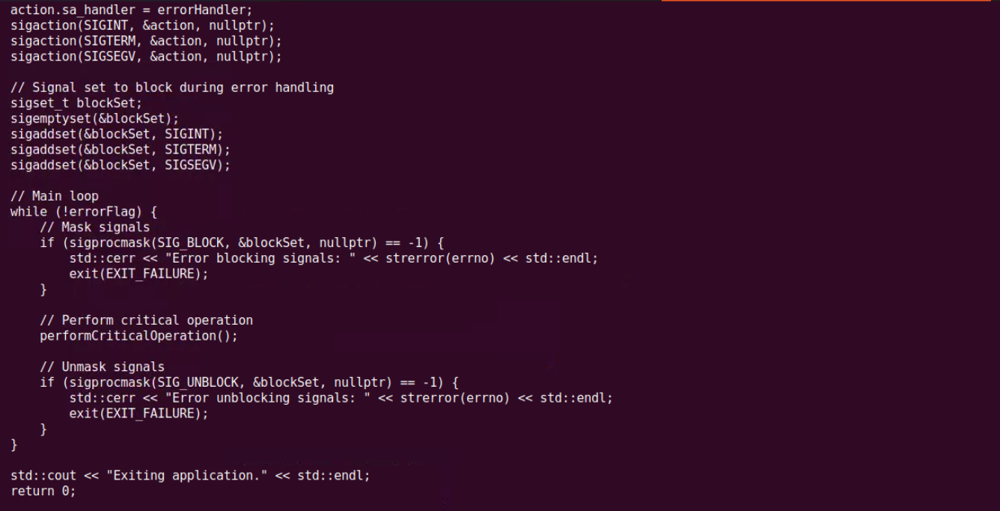 action.sa_handler = errorHandler;
sigaction(SIGINT, &action, nullptr);
sigaction(SIGTERM, &action, nullptr);
sigaction(SIGSEGV, &action, nullptr);

// Signal set to block during error handling
sigset_t blockSet;
sigemptyset(&blockSet);
sigaddset(&blockSet, SIGINT);
sigaddset(&blockSet, SIGTERM);
sigaddset(&blockSet, SIGSEGV);

// Main loop
while (!errorFlag) {
    // Mask signals
    if (sigprocmask(SIG_BLOCK, &blockSet, nullptr) == -1) {
        std::cerr << "Error blocking signals: " << strerror(errno) << std::endl;
        exit(EXIT_FAILURE);
    }

    // Perform critical operation
    performCriticalOperation();

    // Unmask signals
    if (sigprocmask(SIG_UNBLOCK, &blockSet, nullptr) == -1) {
        std::cerr << "Error unblocking signals: " << strerror(errno) << std::endl;
        exit(EXIT_FAILURE);
    }
}

std::cout << "Exiting application." << std::endl;
return 0;